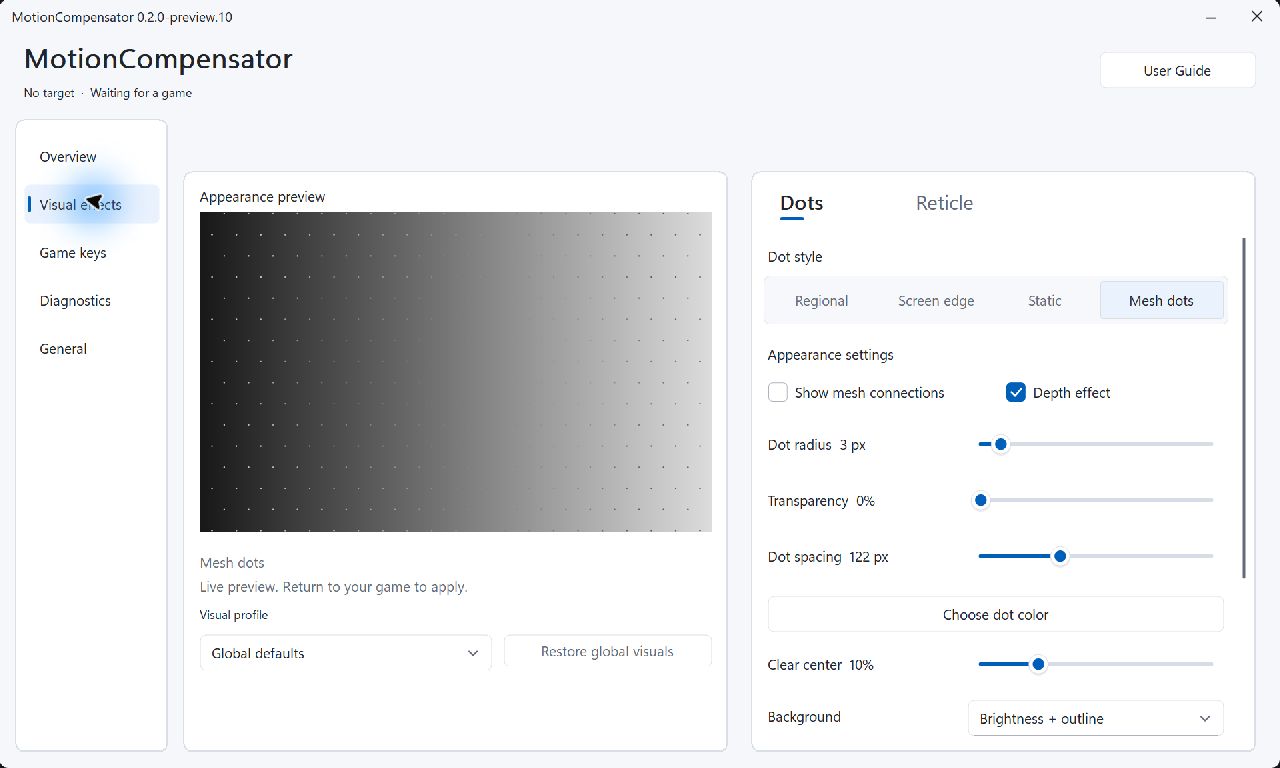 MotionCompensator 0.2.0-preview.10
MotionCompensator
No target · Waiting for a game
User Guide
Overview
Visual effects
Game keys
Diagnostics
General
Appearance preview
Mesh dots
Live preview. Return to your game to apply.
Visual profile
Global defaults
Restore global visuals
Dots
Reticle
Dot style
Regional
Screen edge
Static
Mesh dots
Appearance settings
Show mesh connections
Depth effect
Dot radius 3 px
Transparency 0%
Dot spacing 122 px
Choose dot color
Clear center 10%
Background
Brightness + outline